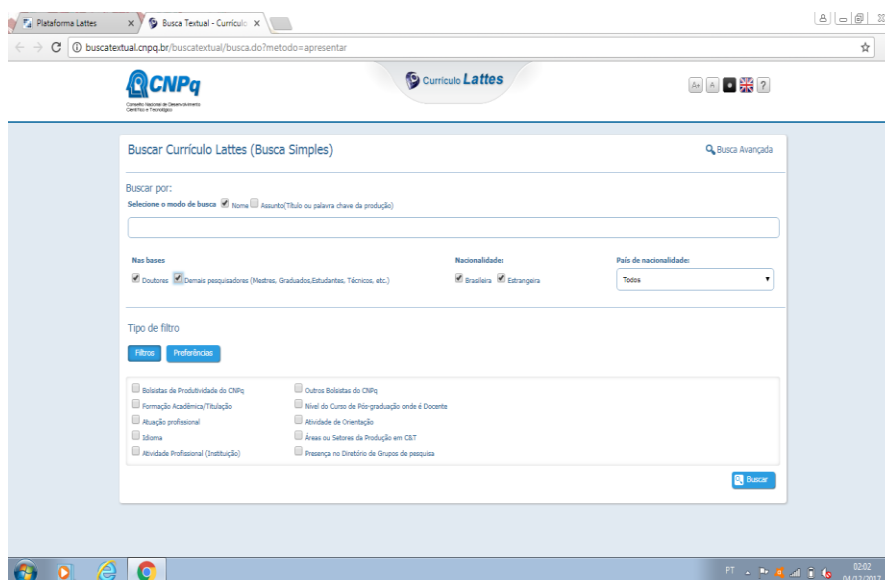 Plataforma Lattes
Busca Textual - Currículo
buscatextual.cnpq.br/buscatextual/busca.do?metodo=apresentar
CNPq
Conselho Nacional de Desenvolvimento
Científico e Tecnológico
Currículo Lattes
A+ A ?
Buscar Currículo Lattes (Busca Simples)
Busca Avançada
Buscar por:
Selecione o modo de busca Nome Assunto(Título ou palavra chave da produção)
Nas bases
Nacionalidade:
País de nacionalidade:
Doutores Demais pesquisadores (Mestres, Graduados,Estudantes, Técnicos, etc.)
Brasileira Estrangeira
Todos
Tipo de filtro
Filtros Preferências
Bolsistas de Produtividade do CNPq
Outros Bolsistas do CNPq
Formação Acadêmica/Titulação
Nível do Curso de Pós-graduação onde é Docente
Atuação profissional
Atividade de Orientação
Idioma
Áreas ou Setores da Produção em C&T
Atividade Profissional (Instituição)
Presença no Diretório de Grupos de pesquisa
Buscar
PT
02:02
04/12/2017